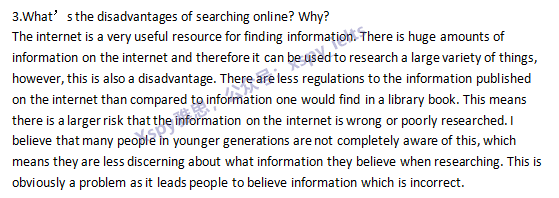 3.What’s the disadvantages of searching online? Why?
The internet is a very useful resource for finding information. There is huge amounts of
information on the internet and therefore it can be used to research a large variety of things,
however, this is also a disadvantage. There are less regulations to the information published
on the internet than compared to information one would find in a library book. This means
there is a larger risk that the information on the internet is wrong or poorly researched. I
believe that many people in younger generations are not completely aware of this, which
means they are less discerning about what information they believe when researching. This is
obviously a problem as it leads people to believe information which is incorrect.